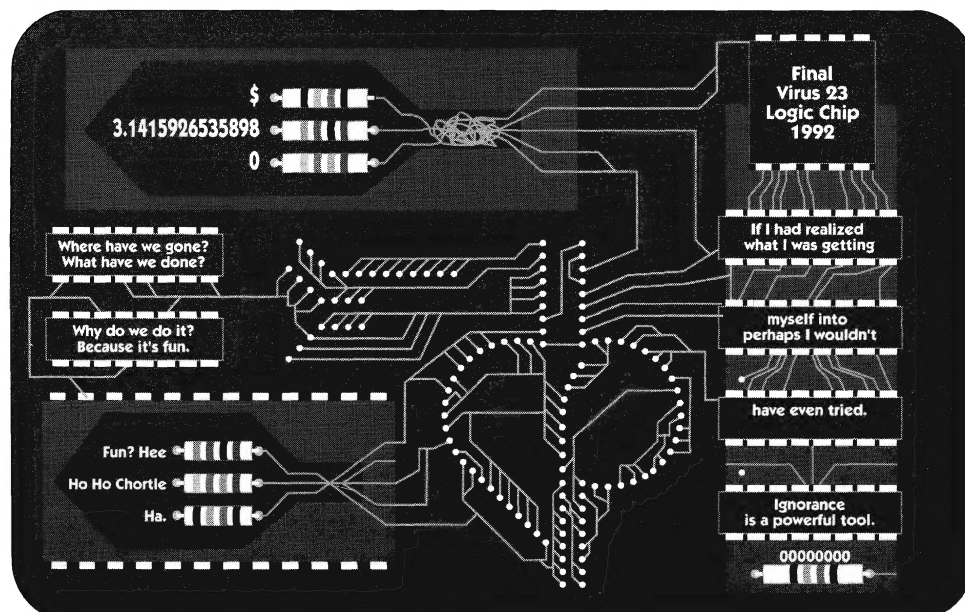 $
3.1415926535898
0
Final
Virus 23
Logic Chip
1992
Where have we gone?
What have we done?
Why do we do it?
Because it's fun.
Fun? Hee
Ho Ho Chortle
Ha.
If I had realized
what I was getting
myself into
perhaps I wouldn't
have even tried.
Ignorance
is a powerful tool.
00000000